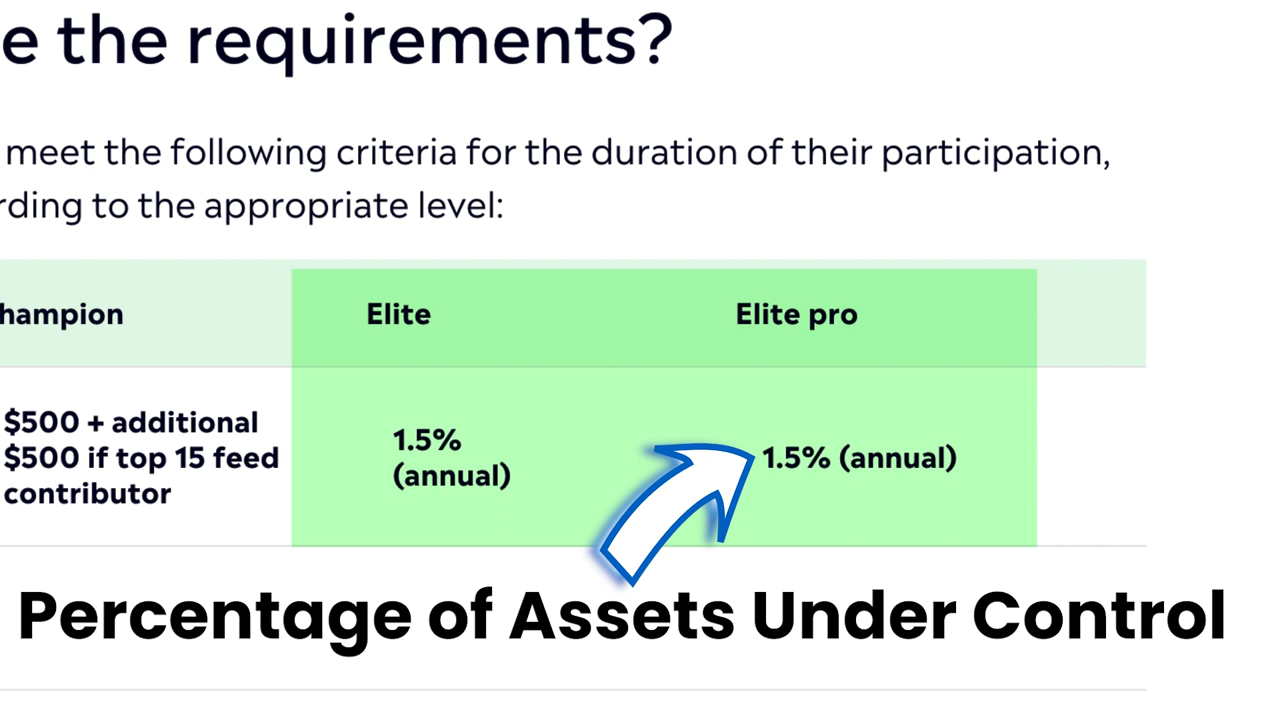 e the requirements?
meet the following criteria for the duration of their participation,
rding to the appropriate level:
hampion
Elite
Elite pro
$500 + additional
$500 if top 15 feed
contributor
1.5%
(annual)
1.5% (annual)
Percentage of Assets Under Control